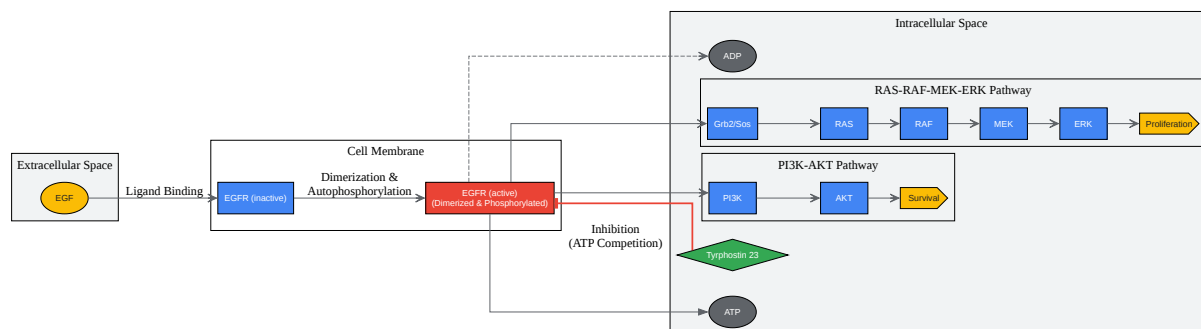 Intracellular Space
ADP
RAS-RAF-MEK-ERK Pathway
Grb2/Sos
RAS
RAF
MEK
ERK
Proliferation
Cell Membrane
Extracellular Space
PI3K-AKT Pathway
Dimerization &
Autophosphorylation
Ligand Binding
EGF
EGFR (inactive)
EGFR (active)
(Dimerized & Phosphorylated)
PI3K
AKT
Survival
Inhibition
(ATP Competition)
Tyrphostin 23
ATP